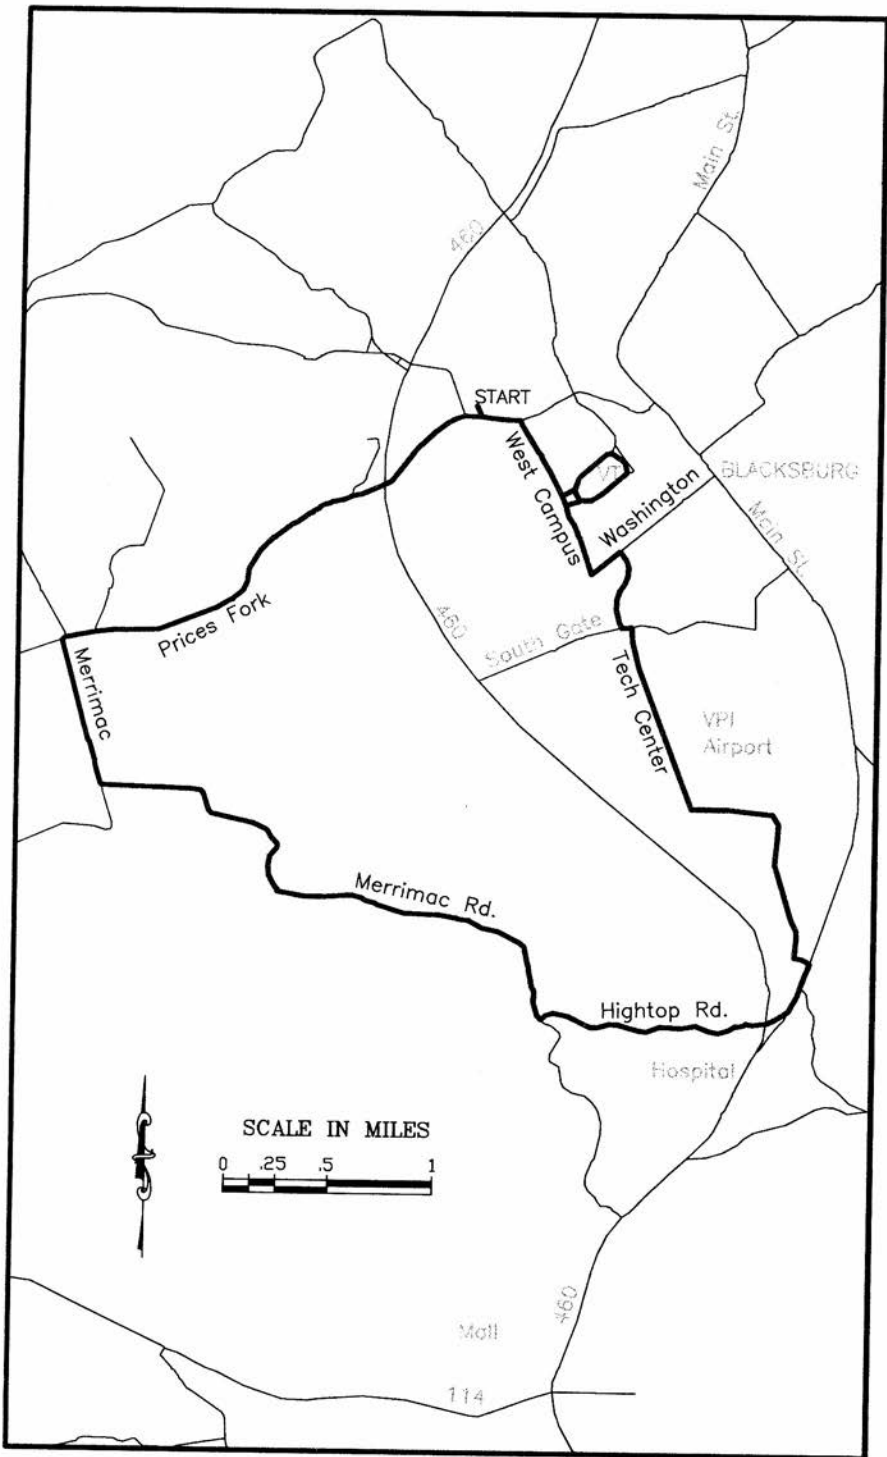 Main St.
460
START
West Campus
VT
Washington
BLACKSBURG
Main St.
Prices Fork
460
South Gate
Merrimac
Tech Center
VPI
Airport
Merrimac Rd.
Hightop Rd.
Hospital
SCALE IN MILES
0 .25 .5 1
460
Mall
114